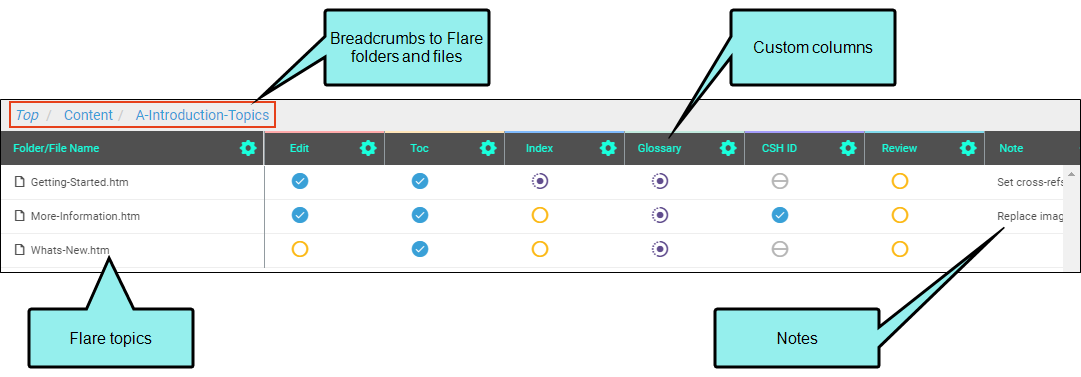 Breadcrumbs to Flare
folders and files
Custom columns
Top / Content / A-Introduction-Topics
Folder/File Name Edit Toc Index Glossary CSH ID Review Note
Getting-Started.htm Set cross-refs
More-Information.htm Replace imag
Whats-New.htm
Flare topics
Notes